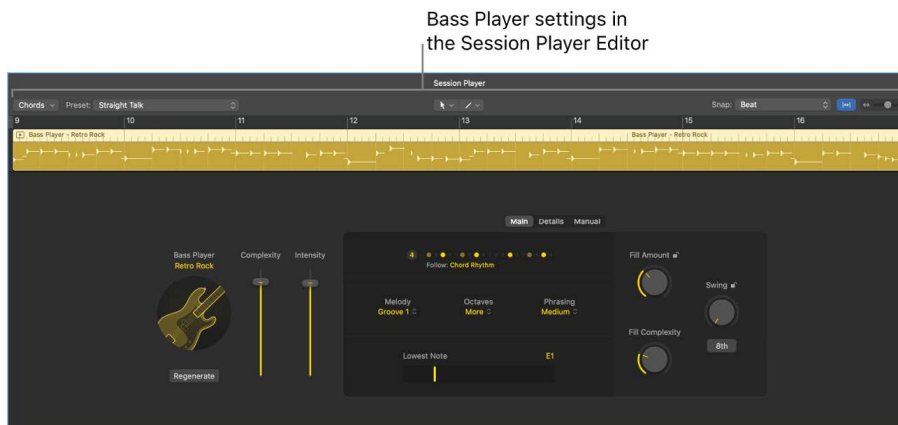 Bass Player settings in
the Session Player Editor
Session Player
Chords Preset: Straight Talk Snap: Beat
9 10 11 12 13 14 15 16
Bass Player - Retro Rock Bass Player - Retro Rock
Main Details Manual
Bass Player
Retro Rock
Complexity Intensity
4
Follow: Chord Rhythm
Fill Amount
Swing
Melody Octaves Phrasing
Groove 1 More Medium
Fill Complexity
8th
Lowest Note E1
Regenerate